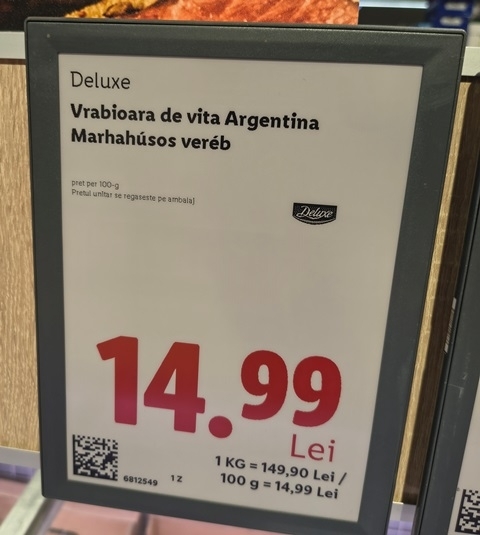 Deluxe
Vrabioara de vita Argentina
Marhahúsos veréb
pret per 100-g
Pretul unitar se regaseste pe ambalaj
Deluxe
14.99
Lei
1 KG = 149,90 Lei /
100 g = 14,99 Lei
6812549 1 Z